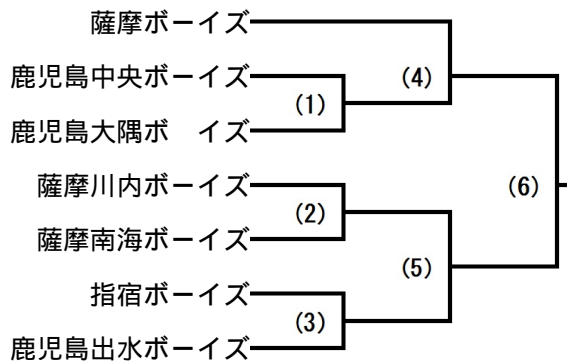 薩摩ボーイズ
鹿児島中央ボーイズ
鹿児島大隅ボ　イズ
薩摩川内ボーイズ
薩摩南海ボーイズ
指宿ボーイズ
鹿児島出水ボーイズ
(1)
(2)
(3)
(4)
(5)
(6)